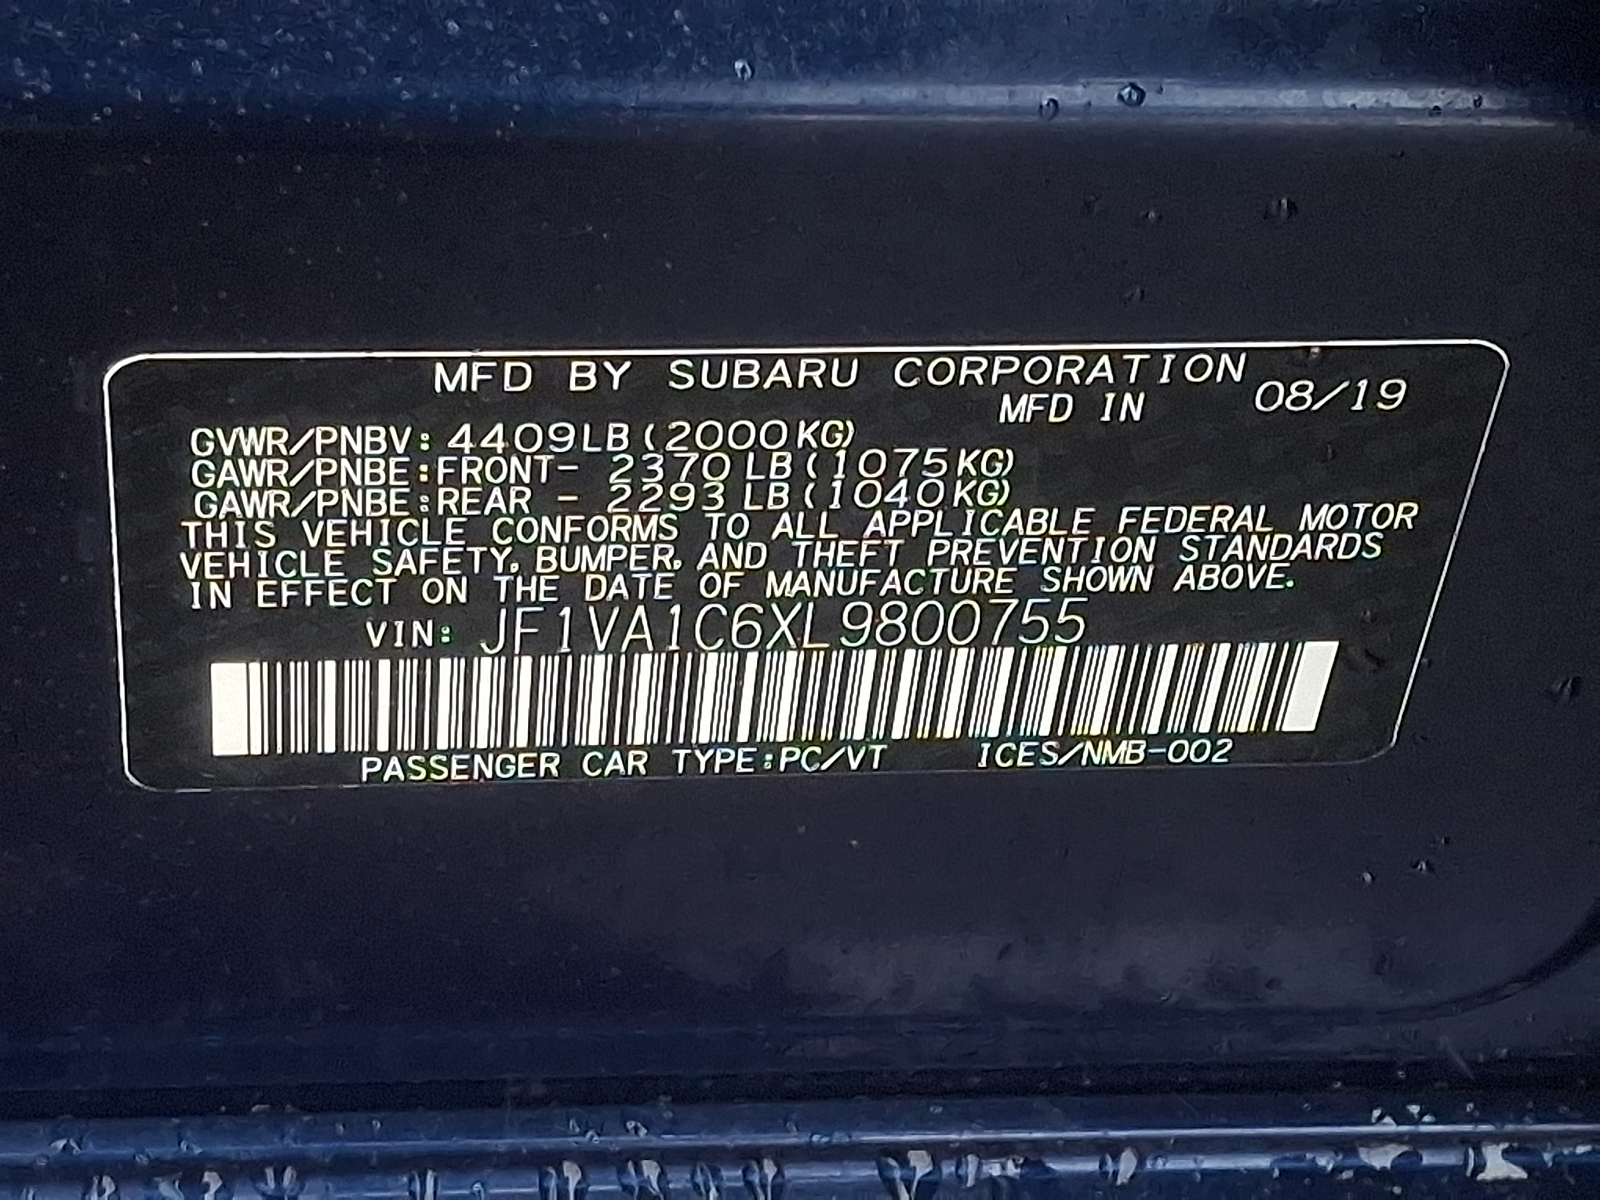 MFD BY SUBARU CORPORATION
MFD IN 08/19
GVWR/PNBV: 4409LB (2000KG)
GAWR/PNBE:FRONT- 2370 LB (1075KG)
GAWR/PNBE:REAR - 2293 LB (1040KG)
THIS VEHICLE CONFORMS TO ALL APPLICABLE FEDERAL MOTOR
VEHICLE SAFETY, BUMPER, AND THEFT PREVENTION STANDARDS
IN EFFECT ON THE DATE OF MANUFACTURE SHOWN ABOVE.
VIN: JF1VA1C6XL9800755
PASSENGER CAR TYPE:PC/VT ICES/NMB-002